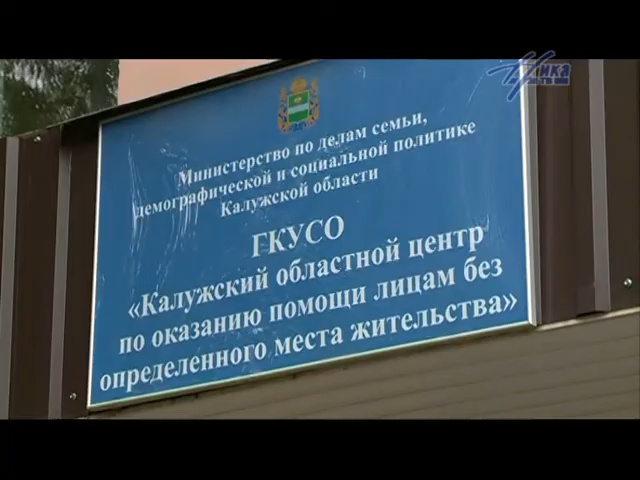 Ника
Министерство по делам семьи,
демографической и социальной политике
Калужской области
ГКУСО
«Калужский областной центр
по оказанию помощи лицам без
определенного места жительства»